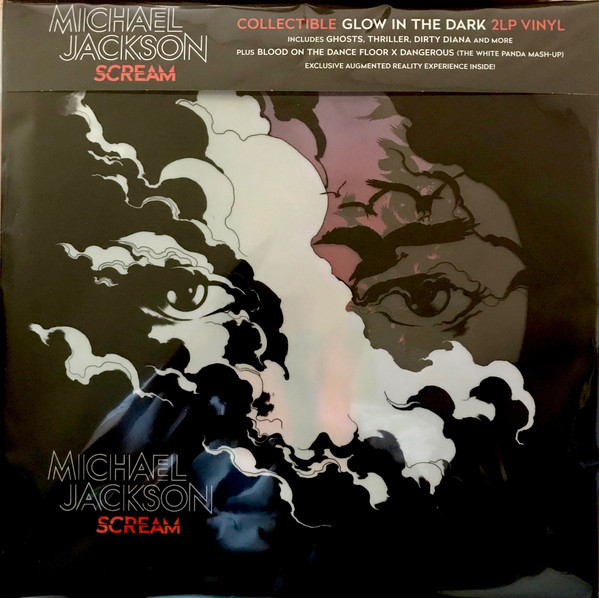 MICHAEL
JACKSON
SCREAM
COLLECTIBLE GLOW IN THE DARK 2LP VINYL
INCLUDES GHOSTS, THRILLER, DIRTY DIANA AND MORE
PLUS BLOOD ON THE DANCE FLOOR X DANGEROUS (THE WHITE PANDA MASH-UP)
EXCLUSIVE AUGMENTED REALITY EXPERIENCE INSIDE!
MICHAEL
JACKSON
SCREAM